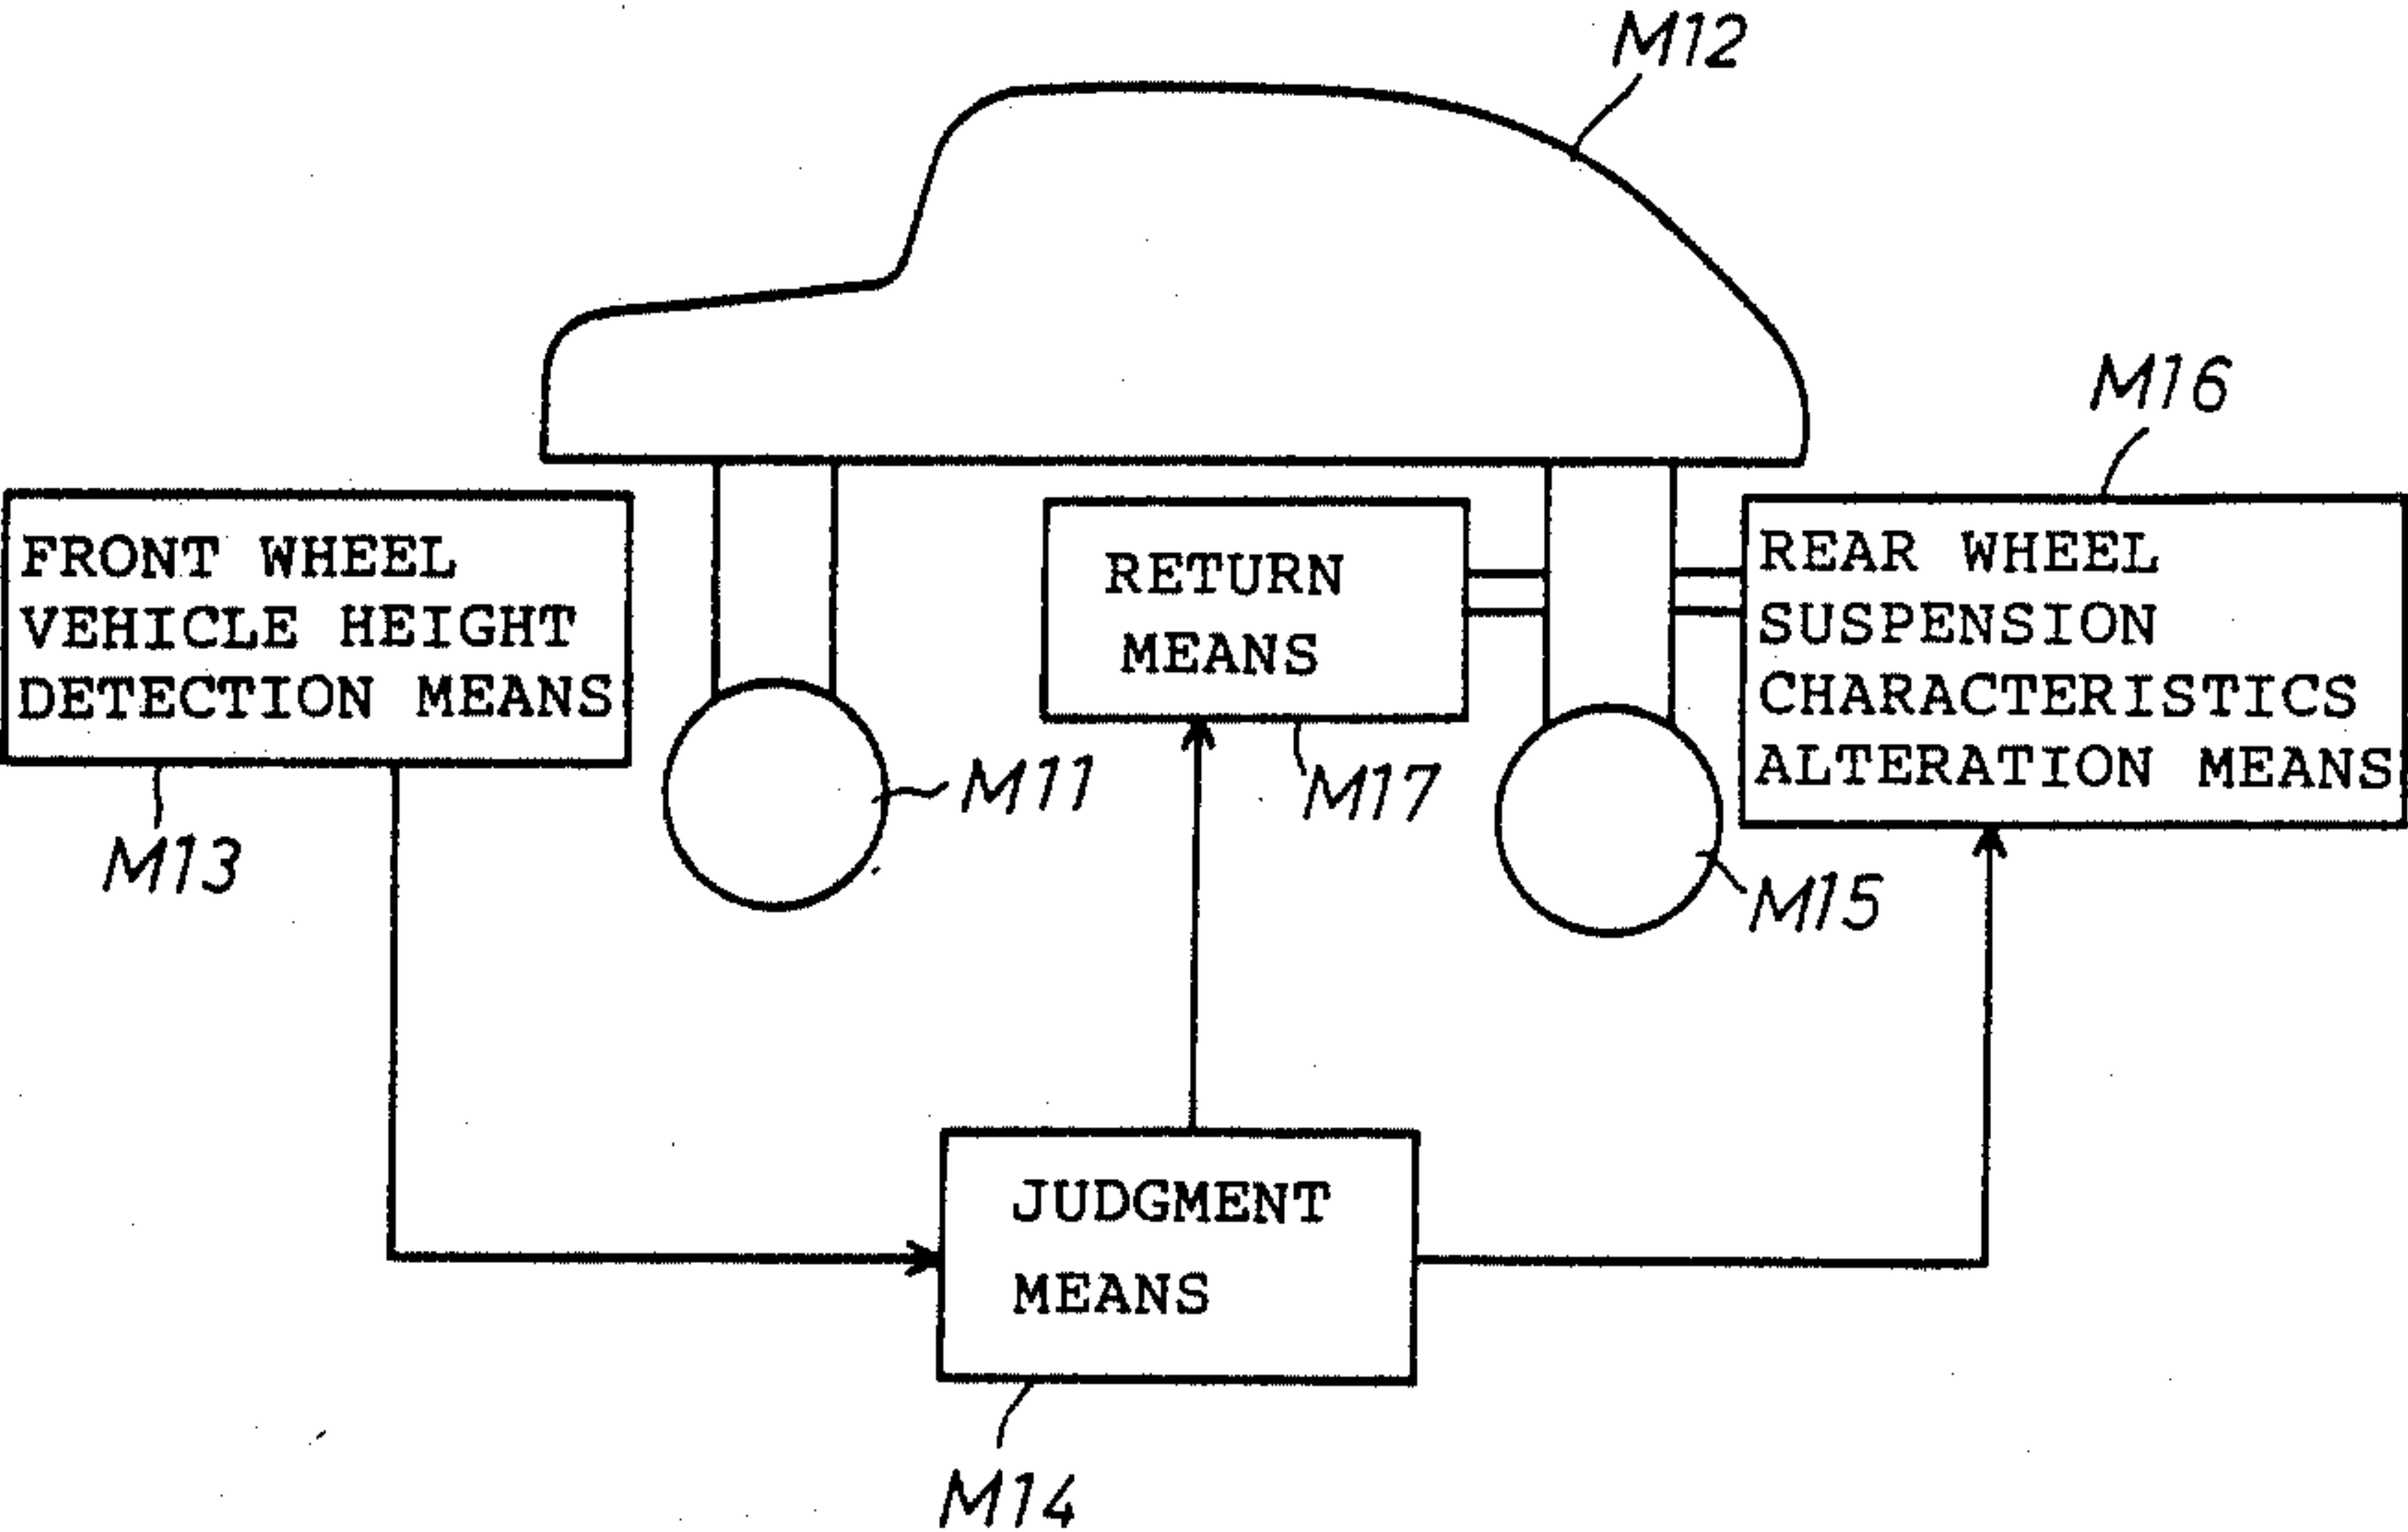 M12
M16
FRONT WHEEL
VEHICLE HEIGHT
DETECTION MEANS
RETURN
MEANS
REAR WHEEL
SUSPENSION
CHARACTERISTICS
ALTERATION MEANS
M13
M11
M17
M15
JUDGMENT
MEANS
M14